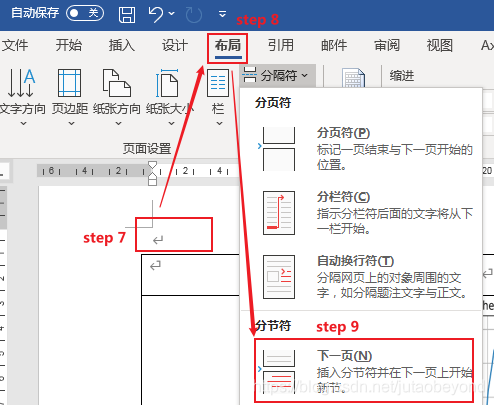 自动保存 关
step 8
文件 开始 插入 设计 布局 引用 邮件 审阅 视图 Ax
文字方向 页边距 纸张方向 纸张大小 栏
分隔符
缩进
页面设置
分页符
分页符(P)
标记一页结束与下一页开始的
位置。
分栏符(C)
指示分栏符后面的文字将从下
一栏开始。
自动换行符(T)
分隔网页上的对象周围的文
字，如分隔题注文字与正文。
分节符
step 9
下一页(N)
插入分节符并在下一页上开始
新节。
6 4 2 2 20
step 7
he